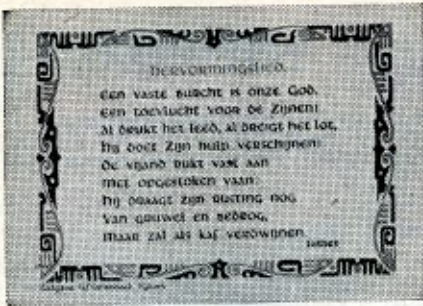 HERVORMINGSLIED.
Een vaste Burcht is onze God,
Een toevlucht voor de Zijnen!
Al drukt het leed, al dreigt het lot,
Hij doet Zijn hulp verschijnen!
De vijand rukt vast aan
Met opgestoken vaan!
Hij draagt zijn rusting nog
Van gruwel en bedrog,
Maar zal als kaf verdwijnen.
LUTHER